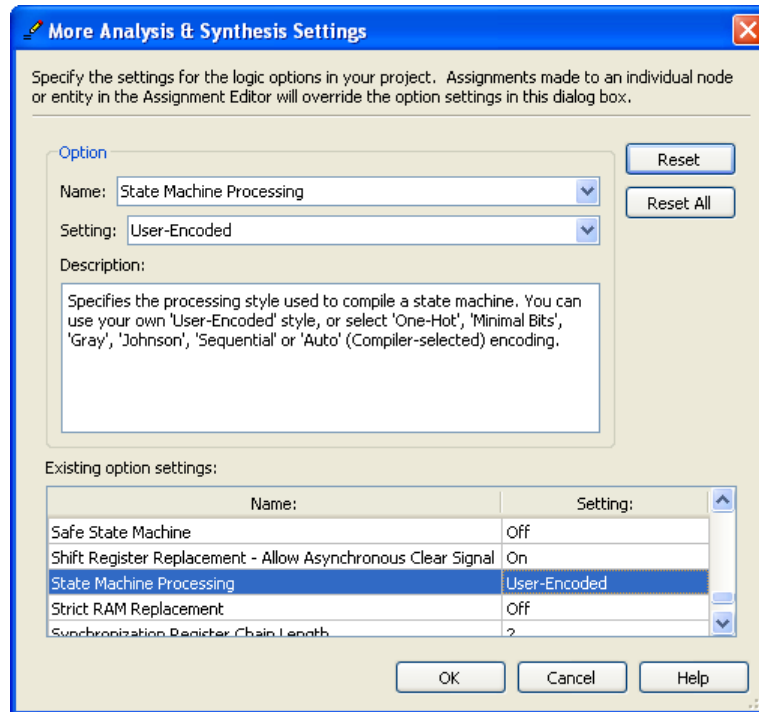 More Analysis & Synthesis Settings
Specify the settings for the logic options in your project.  Assignments made to an individual node
or entity in the Assignment Editor will override the option settings in this dialog box.
Option
Reset
Name: State Machine Processing
Reset All
Setting: User-Encoded
Description:
Specifies the processing style used to compile a state machine. You can
use your own 'User-Encoded' style, or select 'One-Hot', 'Minimal Bits',
'Gray', 'Johnson', 'Sequential' or 'Auto' (Compiler-selected) encoding.
Existing option settings:
Name: Setting:
Safe State Machine Off
Shift Register Replacement - Allow Asynchronous Clear Signal On
State Machine Processing User-Encoded
Strict RAM Replacement Off
Synchronization Register Chain Length
OK Cancel Help